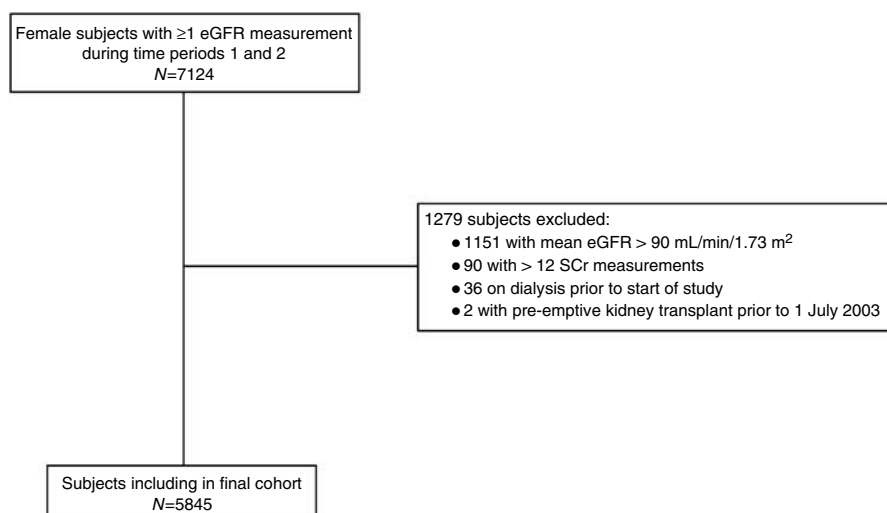 Female subjects with ≥1 eGFR measurement
during time periods 1 and 2
N=7124
1279 subjects excluded:
● 1151 with mean eGFR > 90 mL/min/1.73 m²
● 90 with > 12 SCr measurements
● 36 on dialysis prior to start of study
● 2 with pre-emptive kidney transplant prior to 1 July 2003
Subjects including in final cohort
N=5845